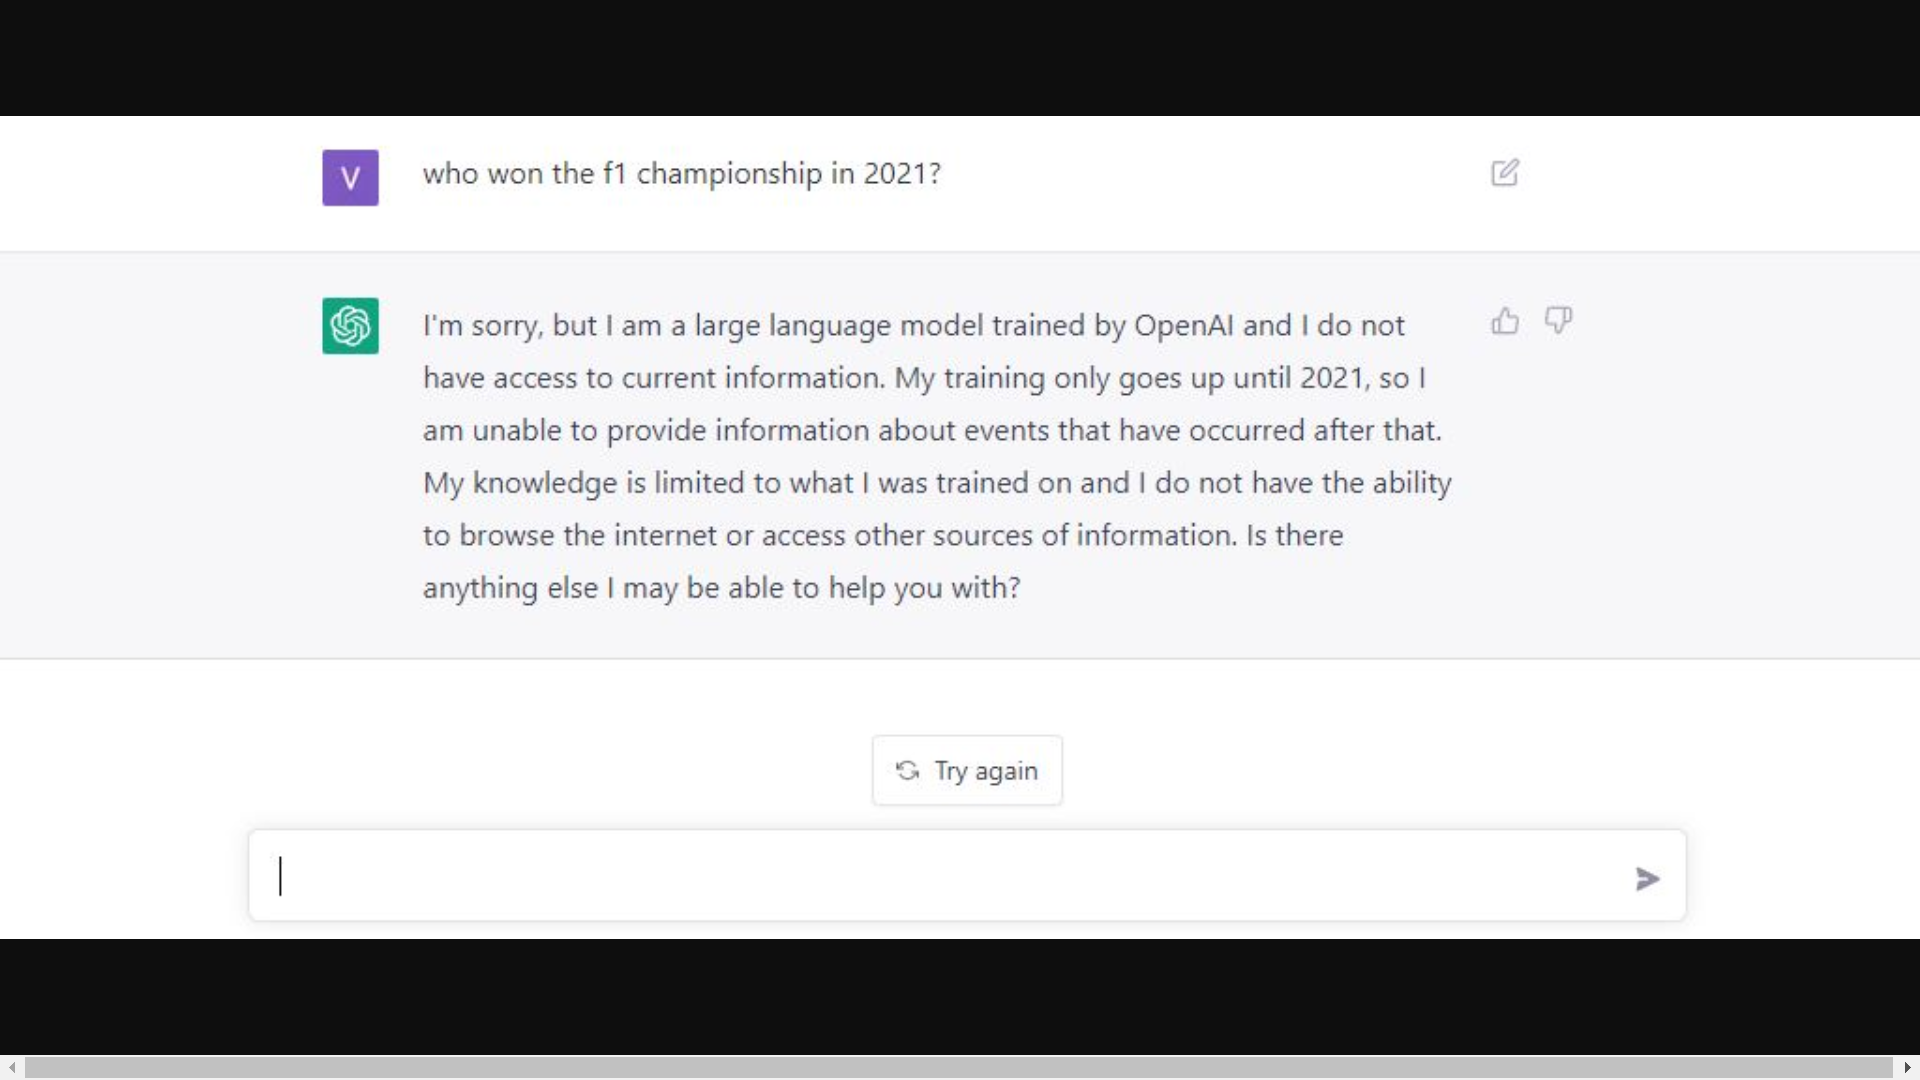 V
who won the f1 championship in 2021?
I'm sorry, but I am a large language model trained by OpenAI and I do not
have access to current information. My training only goes up until 2021, so I
am unable to provide information about events that have occurred after that.
My knowledge is limited to what I was trained on and I do not have the ability
to browse the internet or access other sources of information. Is there
anything else I may be able to help you with?
Try again